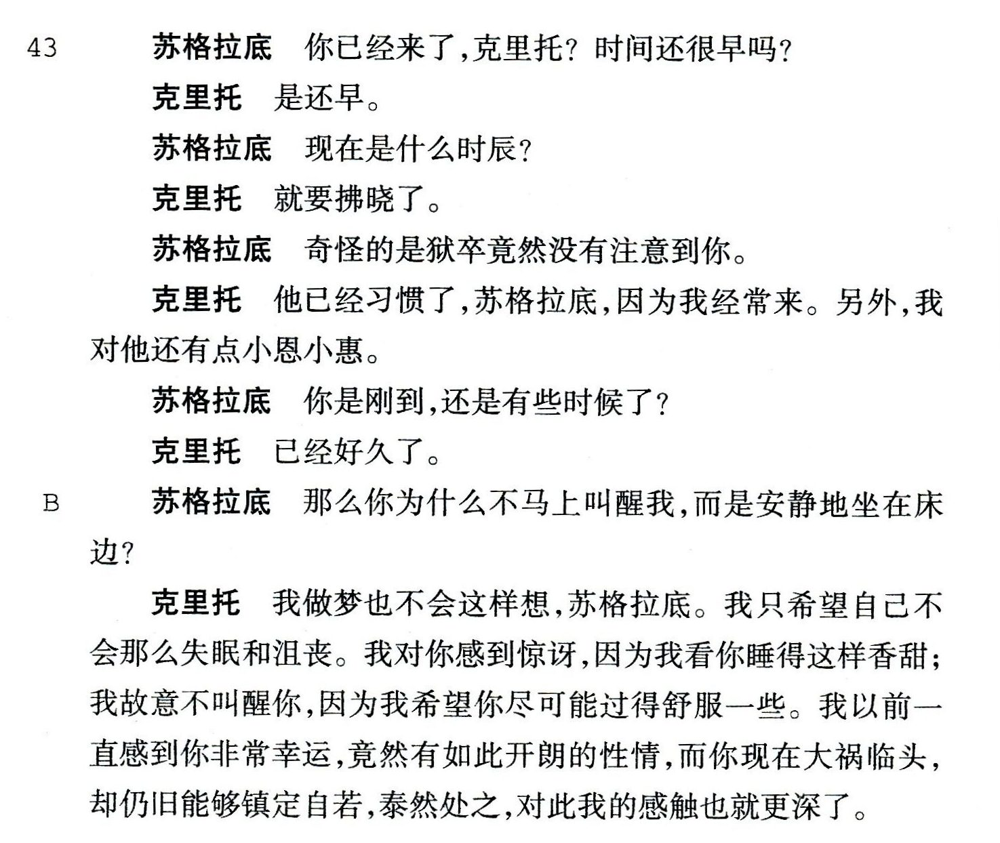 43 苏格拉底 你已经来了,克里托? 时间还很早吗?
克里托 是还早。
苏格拉底 现在是什么时辰?
克里托 就要拂晓了。
苏格拉底 奇怪的是狱卒竟然没有注意到你。
克里托 他已经习惯了,苏格拉底,因为我经常来。另外,我
对他还有点小恩小惠。
苏格拉底 你是刚到,还是有些时候了?
克里托 已经好久了。
B 苏格拉底 那么你为什么不马上叫醒我,而是安静地坐在床
边?
克里托 我做梦也不会这样想,苏格拉底。我只希望自己不
会那么失眠和沮丧。我对你感到惊讶,因为我看你睡得这样香甜;
我故意不叫醒你,因为我希望你尽可能过得舒服一些。我以前一
直感到你非常幸运,竟然有如此开朗的性情,而你现在大祸临头,
却仍旧能够镇定自若,泰然处之,对此我的感触也就更深了。